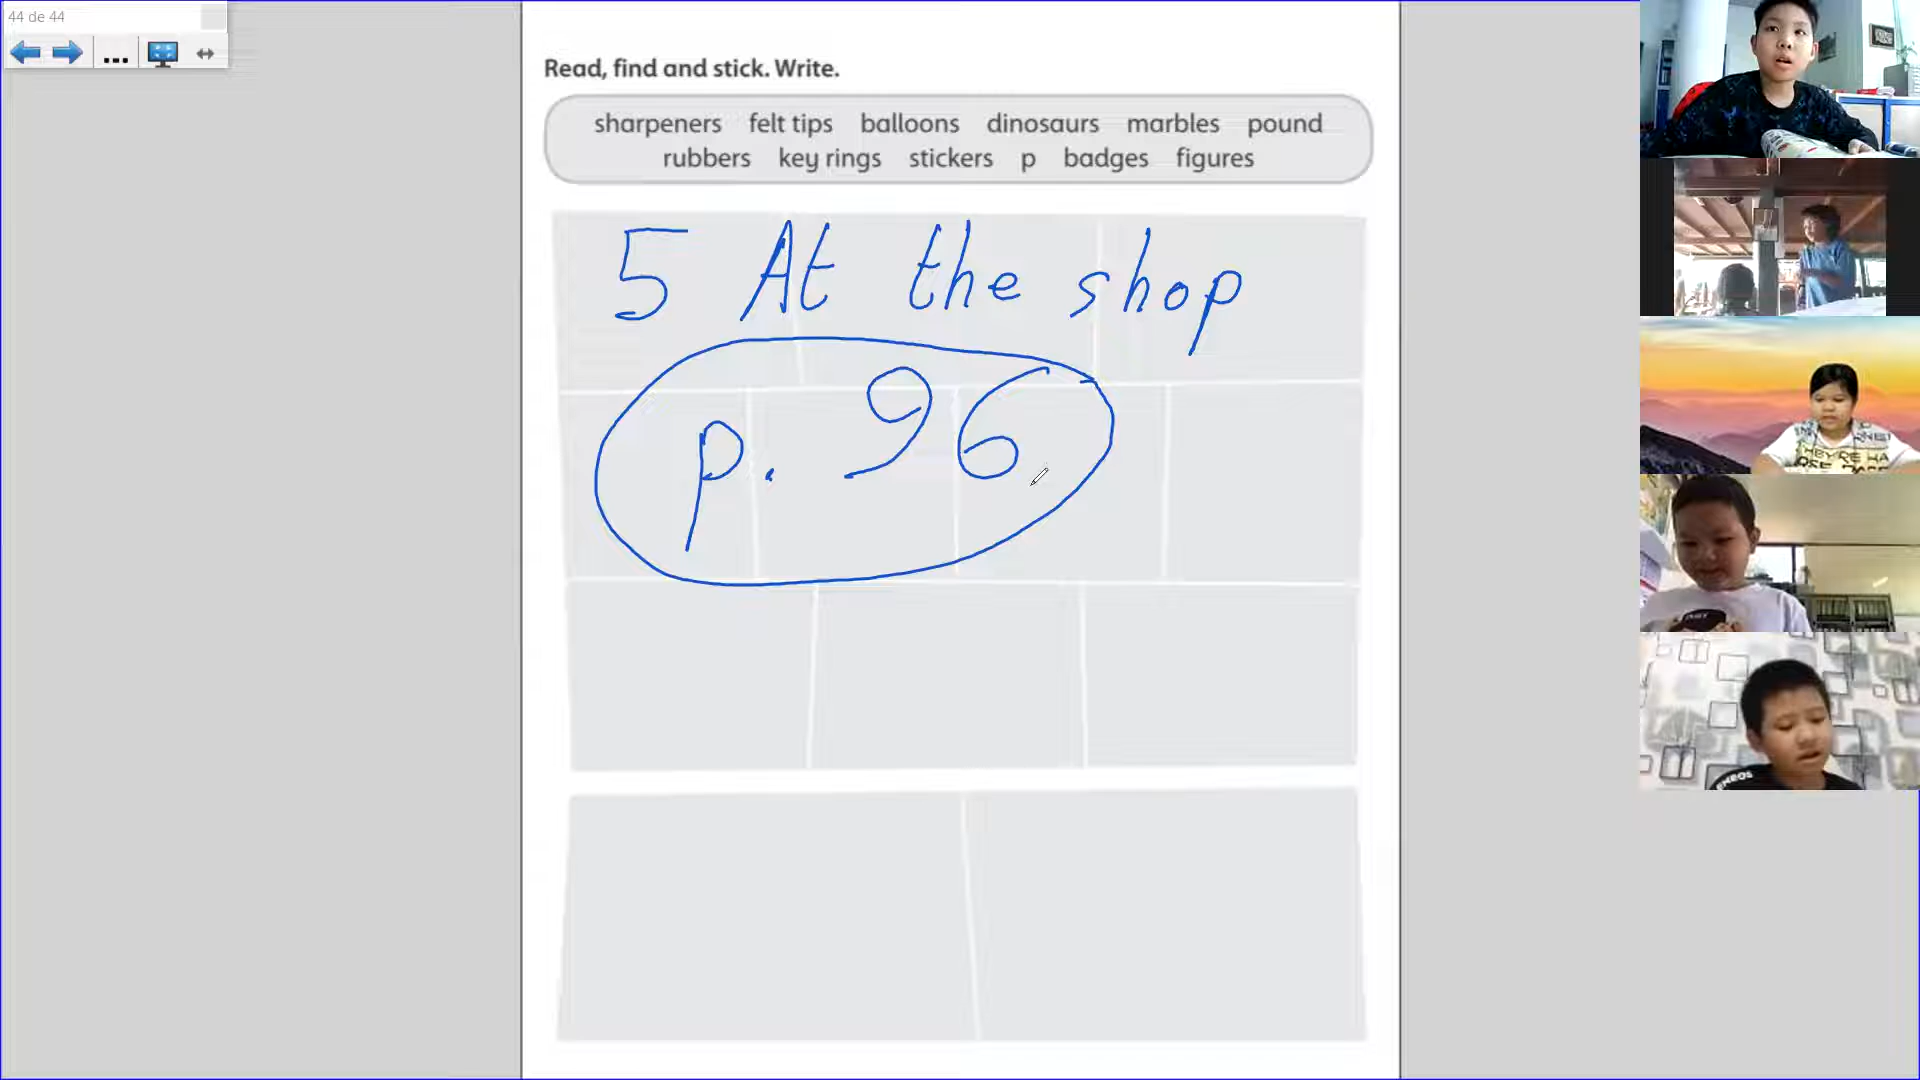 44 de 44
...
Read, find and stick. Write.
sharpeners felt tips balloons dinosaurs marbles pound
rubbers key rings stickers p badges figures
5 At the shop
p. 96